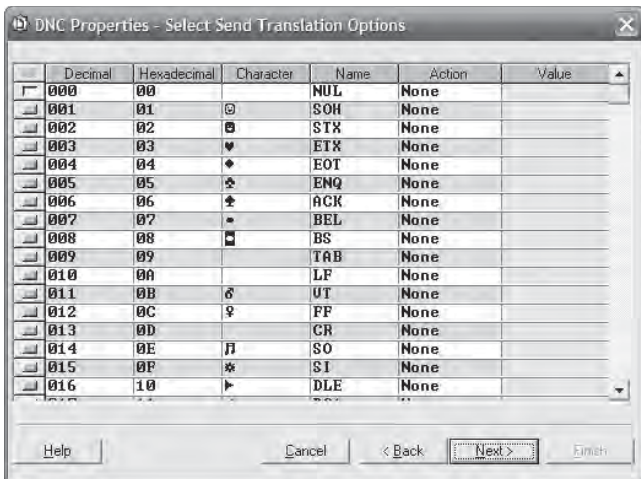 DNC Properties - Select Send Translation Options
Decimal Hexadecimal Character Name Action Value
000 00 NUL None
001 01 ☺ SOH None
002 02 ☻ STX None
003 03 ♥ ETX None
004 04 ♦ EOT None
005 05 ♣ ENQ None
006 06 ♠ ACK None
007 07 • BEL None
008 08 ◘ BS None
009 09 TAB None
010 0A LF None
011 0B ♂ VT None
012 0C ♀ FF None
013 0D CR None
014 0E ♫ SO None
015 0F ☼ SI None
016 10 ► DLE None
Help Cancel < Back Next > Finish